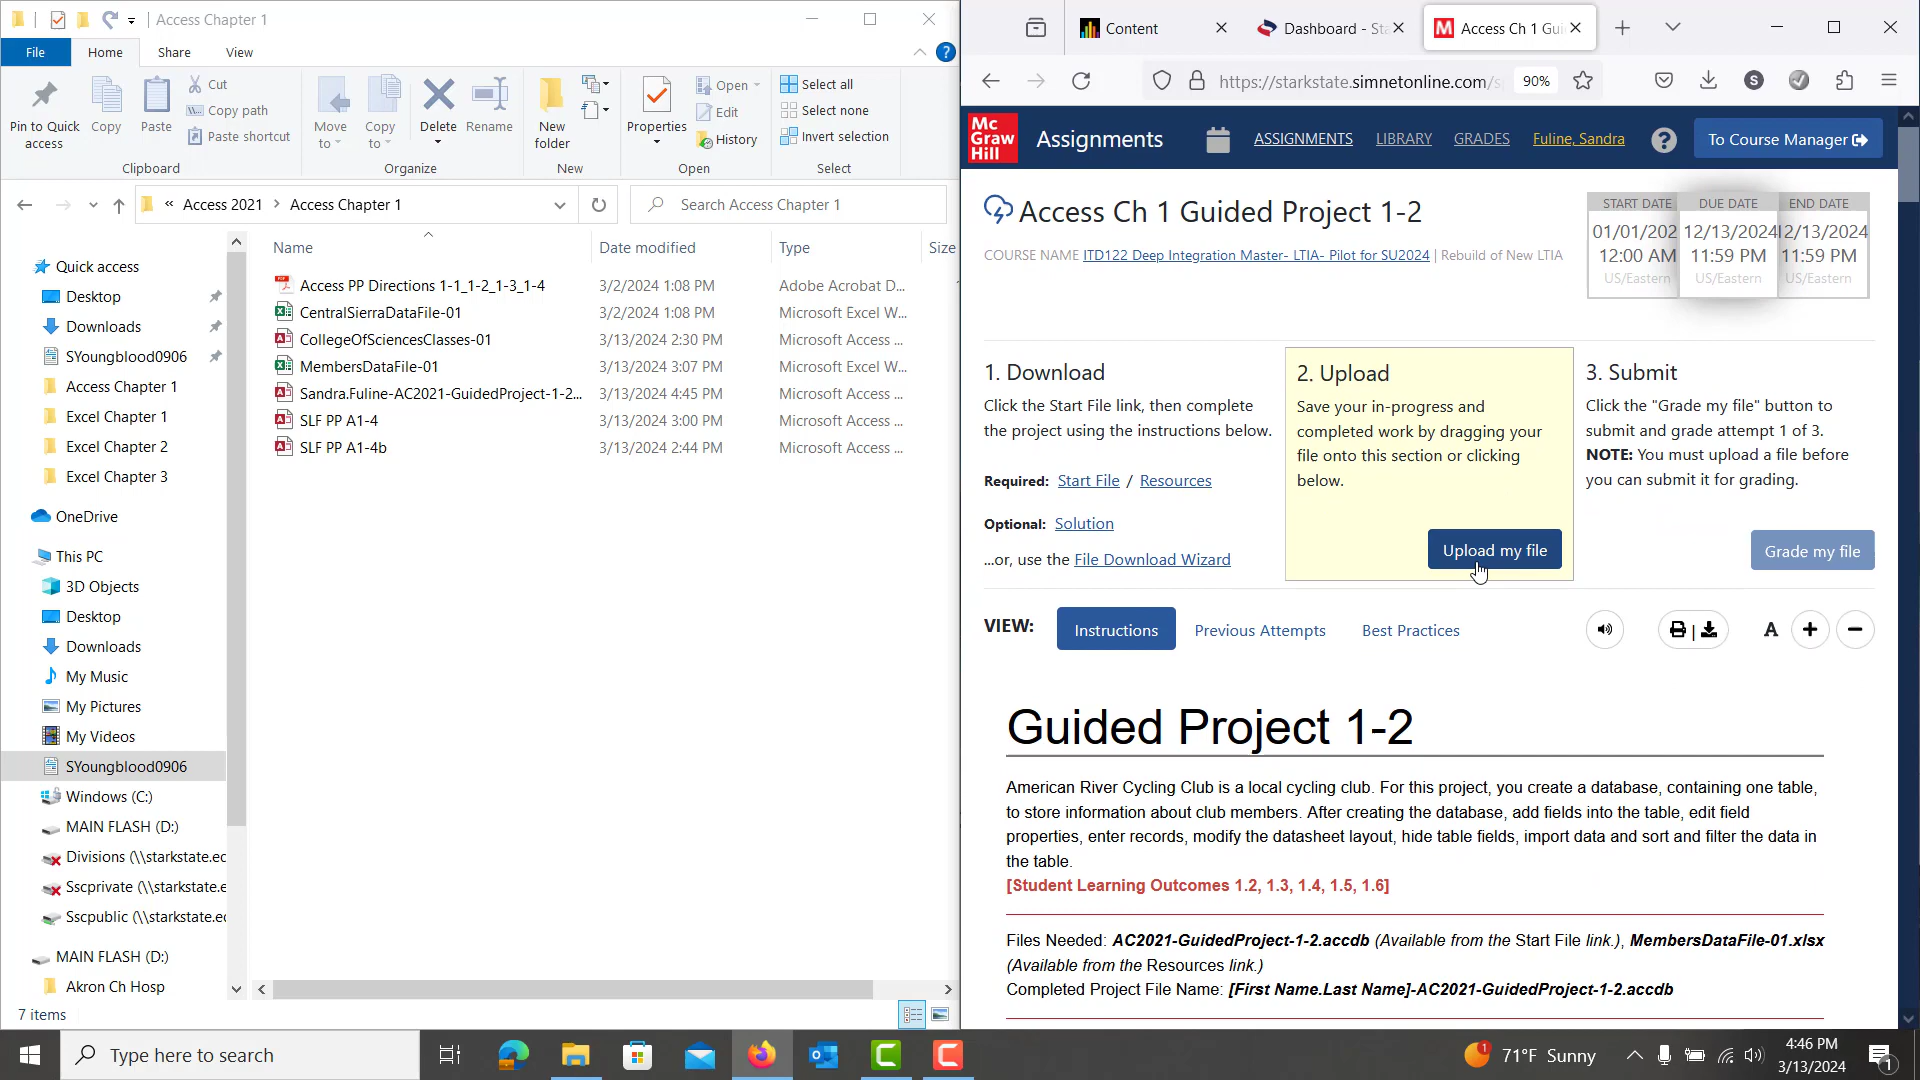 Access Chapter 1
File
Home
Share
View
Pin to Quick access
Copy
Paste
Cut
Copy path
Paste shortcut
Clipboard
Move to
Copy to
Delete
Rename
Organize
New folder
New
Properties
Open
Edit
History
Open
Select all
Select none
Invert selection
Select
« Access 2021 > Access Chapter 1
Search Access Chapter 1
Name
Date modified
Type
Size
Quick access
Desktop
Downloads
SYoungblood0906
Access Chapter 1
Excel Chapter 1
Excel Chapter 2
Excel Chapter 3
OneDrive
This PC
3D Objects
Desktop
Downloads
My Music
My Pictures
My Videos
SYoungblood0906
Windows (C:)
MAIN FLASH (D:)
Divisions (\\starkstate.ec
Sscprivate (\\starkstate.e
Sscpublic (\\starkstate.ec
MAIN FLASH (D:)
Akron Ch Hosp
Access PP Directions 1-1_1-2_1-3_1-4 3/2/2024 1:08 PM Adobe Acrobat D...
CentralSierraDataFile-01 3/2/2024 1:08 PM Microsoft Excel W...
CollegeOfSciencesClasses-01 3/13/2024 2:30 PM Microsoft Access ...
MembersDataFile-01 3/13/2024 3:07 PM Microsoft Excel W...
Sandra.Fuline-AC2021-GuidedProject-1-2... 3/13/2024 4:45 PM Microsoft Access ...
SLF PP A1-4 3/13/2024 3:00 PM Microsoft Access ...
SLF PP A1-4b 3/13/2024 2:44 PM Microsoft Access ...
7 items
Content
Dashboard - Sta
Access Ch 1 Gui
https://starkstate.simnetonline.com/sp
90%
Mc Graw Hill
Assignments
ASSIGNMENTS
LIBRARY
GRADES
Fuline, Sandra
To Course Manager
Access Ch 1 Guided Project 1-2
COURSE NAME ITD122 Deep Integration Master- LTIA- Pilot for SU2024 | Rebuild of New LTIA
START DATE
01/01/202
12:00 AM
US/Eastern
DUE DATE
12/13/2024
11:59 PM
US/Eastern
END DATE
12/13/2024
11:59 PM
US/Eastern
1. Download
Click the Start File link, then complete
the project using the instructions below.
Required: Start File / Resources
Optional: Solution
...or, use the File Download Wizard
2. Upload
Save your in-progress and
completed work by dragging your
file onto this section or clicking
below.
Upload my file
3. Submit
Click the "Grade my file" button to
submit and grade attempt 1 of 3.
NOTE: You must upload a file before
you can submit it for grading.
Grade my file
VIEW:
Instructions
Previous Attempts
Best Practices
A
Guided Project 1-2
American River Cycling Club is a local cycling club. For this project, you create a database, containing one table,
to store information about club members. After creating the database, add fields into the table, edit field
properties, enter records, modify the datasheet layout, hide table fields, import data and sort and filter the data in
the table.
[Student Learning Outcomes 1.2, 1.3, 1.4, 1.5, 1.6]
Files Needed: AC2021-GuidedProject-1-2.accdb (Available from the Start File link.), MembersDataFile-01.xlsx
(Available from the Resources link.)
Completed Project File Name: [First Name.Last Name]-AC2021-GuidedProject-1-2.accdb
Type here to search
71°F Sunny
4:46 PM
3/13/2024
1